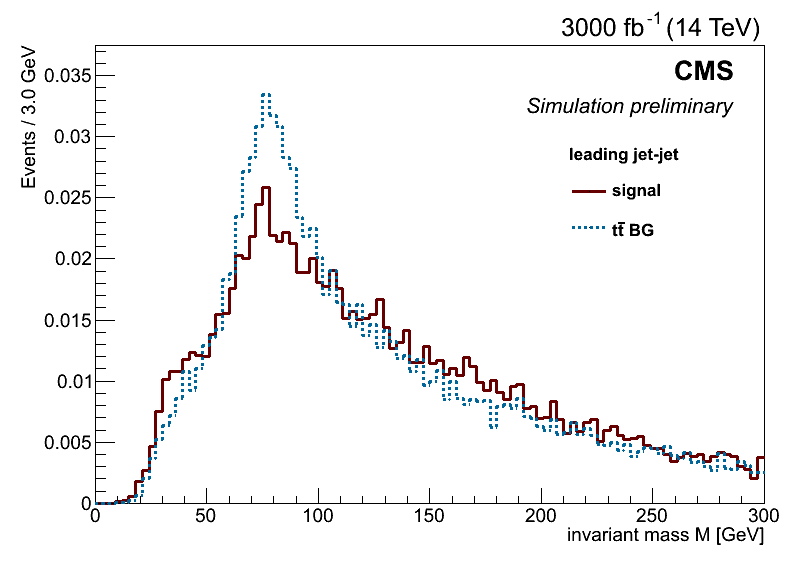 3000 fb⁻¹ (14 TeV)
CMS
Simulation preliminary
leading jet-jet
signal
tt̄ BG
Events / 3.0 GeV
0.035
0.03
0.025
0.02
0.015
0.01
0.005
0
0 50 100 150 200 250 300
invariant mass M [GeV]